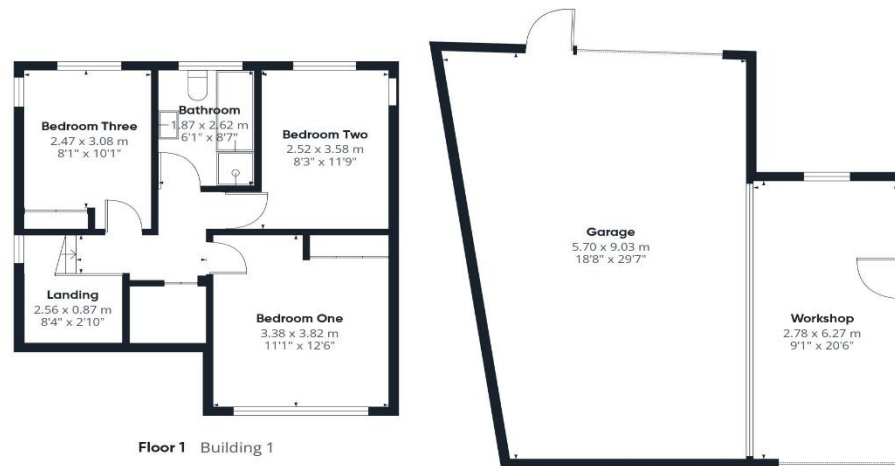 Bedroom Three
2.47 x 3.08 m
8'1" x 10'1"
Bathroom
1.87 x 2.62 m
6'1" x 8'7"
Bedroom Two
2.52 x 3.58 m
8'3" x 11'9"
Landing
2.56 x 0.87 m
8'4" x 2'10"
Bedroom One
3.38 x 3.82 m
11'1" x 12'6"
Garage
5.70 x 9.03 m
18'8" x 29'7"
Workshop
2.78 x 6.27 m
9'1" x 20'6"
Floor 1 Building 1